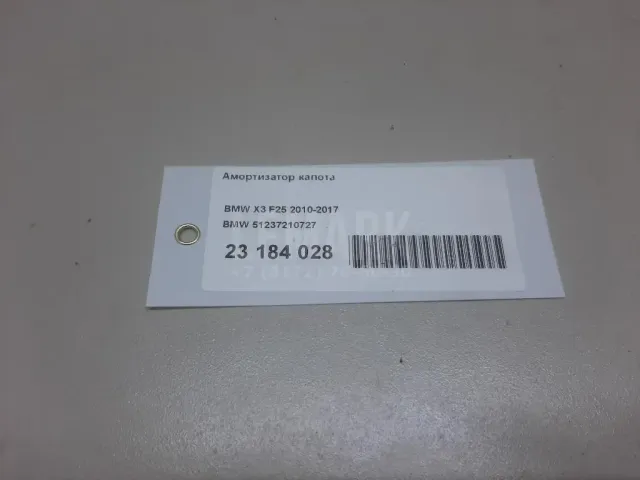 Амортизатор капота
BMW X3 F25 2010-2017
BMW 51237210727
23 184 028